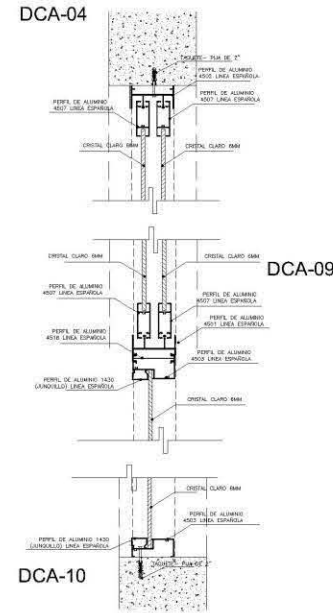 DCA-04
TAQUETE- PIJA DE 2"
PERFIL DE ALUMINIO
4503 LINEA ESPAÑOLA
PERFIL DE ALUMINIO
4507 LINEA ESPAÑOLA
PERFIL DE ALUMINIO
4507 LINEA ESPAÑOLA
CRISTAL CLARO 6MM
CRISTAL CLARO 6MM
DCA-09
CRISTAL CLARO 6MM
CRISTAL CLARO 6MM
PERFIL DE ALUMINIO
4507 LINEA ESPAÑOLA
PERFIL DE ALUMINIO
4507 LINEA ESPAÑOLA
PERFIL DE ALUMINIO
4501 LINEA ESPAÑOLA
PERFIL DE ALUMINIO
4518 LINEA ESPAÑOLA
PERFIL DE ALUMINIO
4503 LINEA ESPAÑOLA
PERFIL DE ALUMINIO 1430
(JUNQUILLO) LINEA ESPAÑOLA
CRISTAL CLARO 6MM
CRISTAL CLARO 6MM
PERFIL DE ALUMINIO
4503 LINEA ESPAÑOLA
PERFIL DE ALUMINIO 1430
(JUNQUILLO) LINEA ESPAÑOLA
TAQUETE- PIJA DE 2"
DCA-10